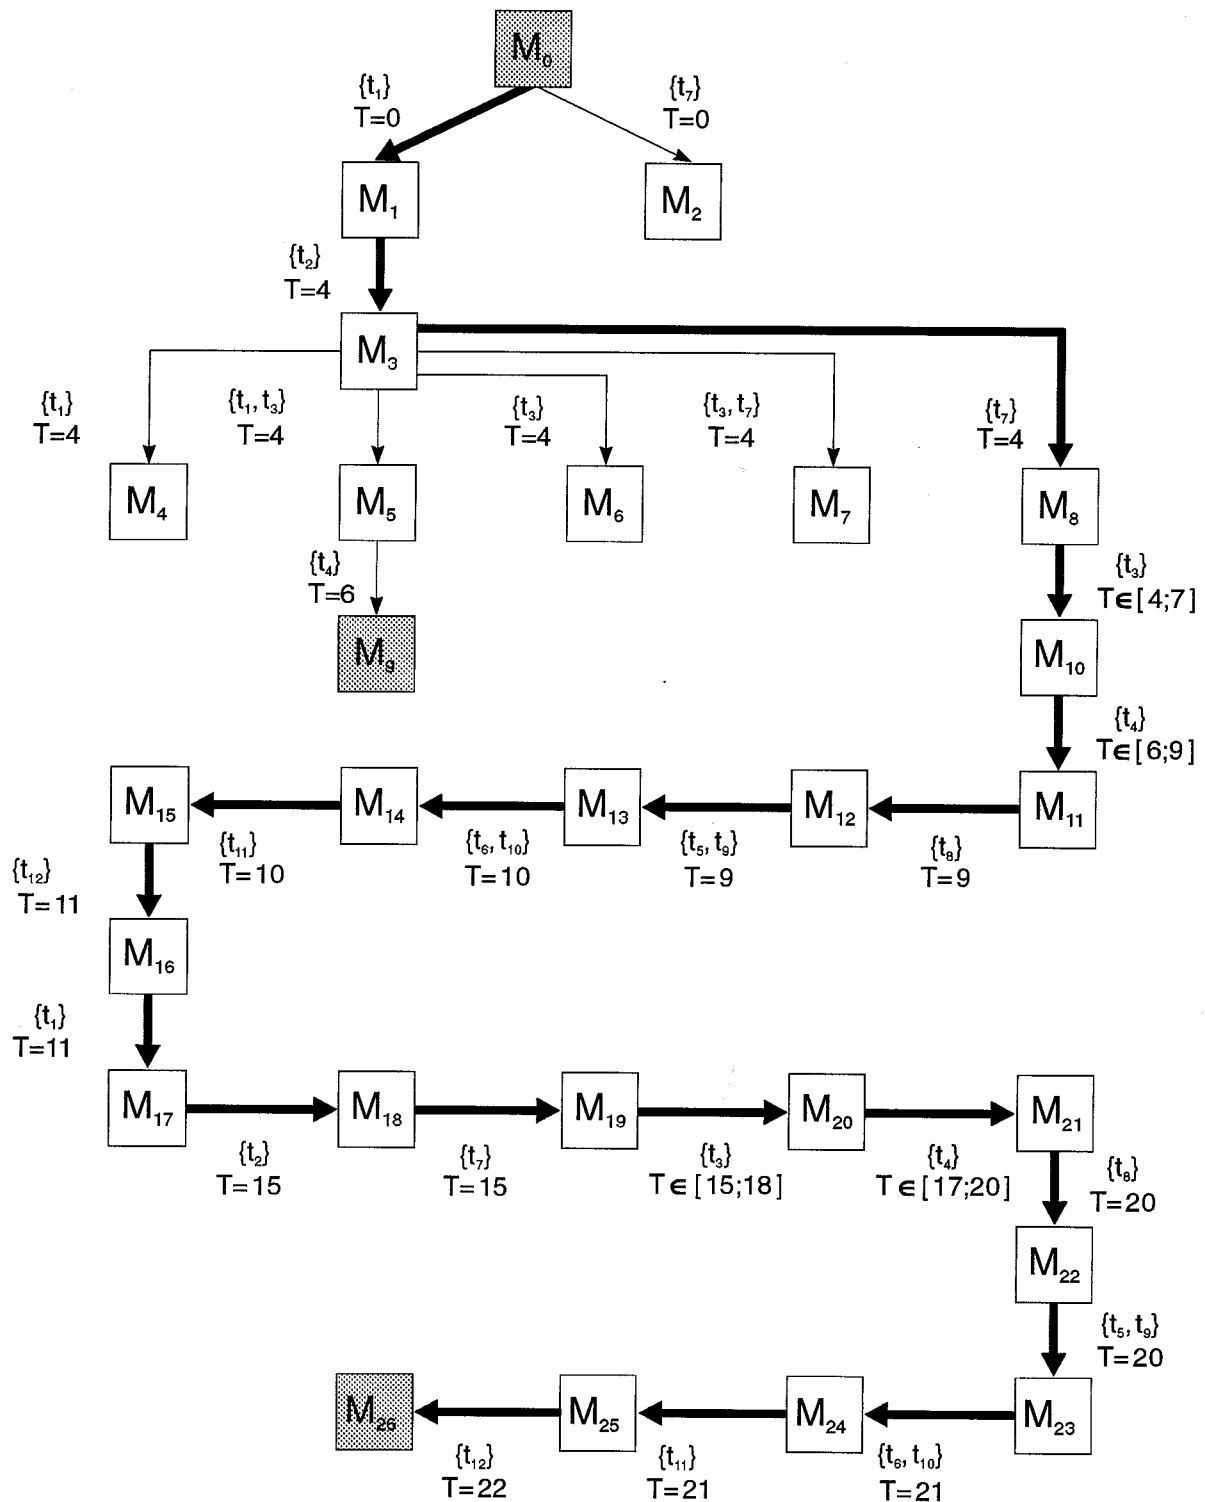 M₀
{t₁}
T=0
{t₇}
T=0
M₁
M₂
{t₂}
T=4
M₃
{t₁}
T=4
{t₁, t₃}
T=4
{t₃}
T=4
{t₃, t₇}
T=4
{t₇}
T=4
M₄
M₅
M₆
M₇
M₈
{t₄}
T=6
{t₃}
T∈[4;7]
M₉
M₁₀
{t₄}
T∈[6;9]
M₁₅
M₁₄
M₁₃
M₁₂
M₁₁
{t₁₁}
T=10
{t₆, t₁₀}
T=10
{t₅, t₉}
T=9
{t₈}
T=9
{t₁₂}
T=11
M₁₆
{t₁}
T=11
M₁₇
M₁₈
M₁₉
M₂₀
M₂₁
{t₂}
T=15
{t₇}
T=15
{t₃}
T∈[15;18]
{t₄}
T∈[17;20]
{t₈}
T=20
M₂₂
{t₅, t₉}
T=20
M₂₆
M₂₅
M₂₄
M₂₃
{t₁₂}
T=22
{t₁₁}
T=21
{t₆, t₁₀}
T=21